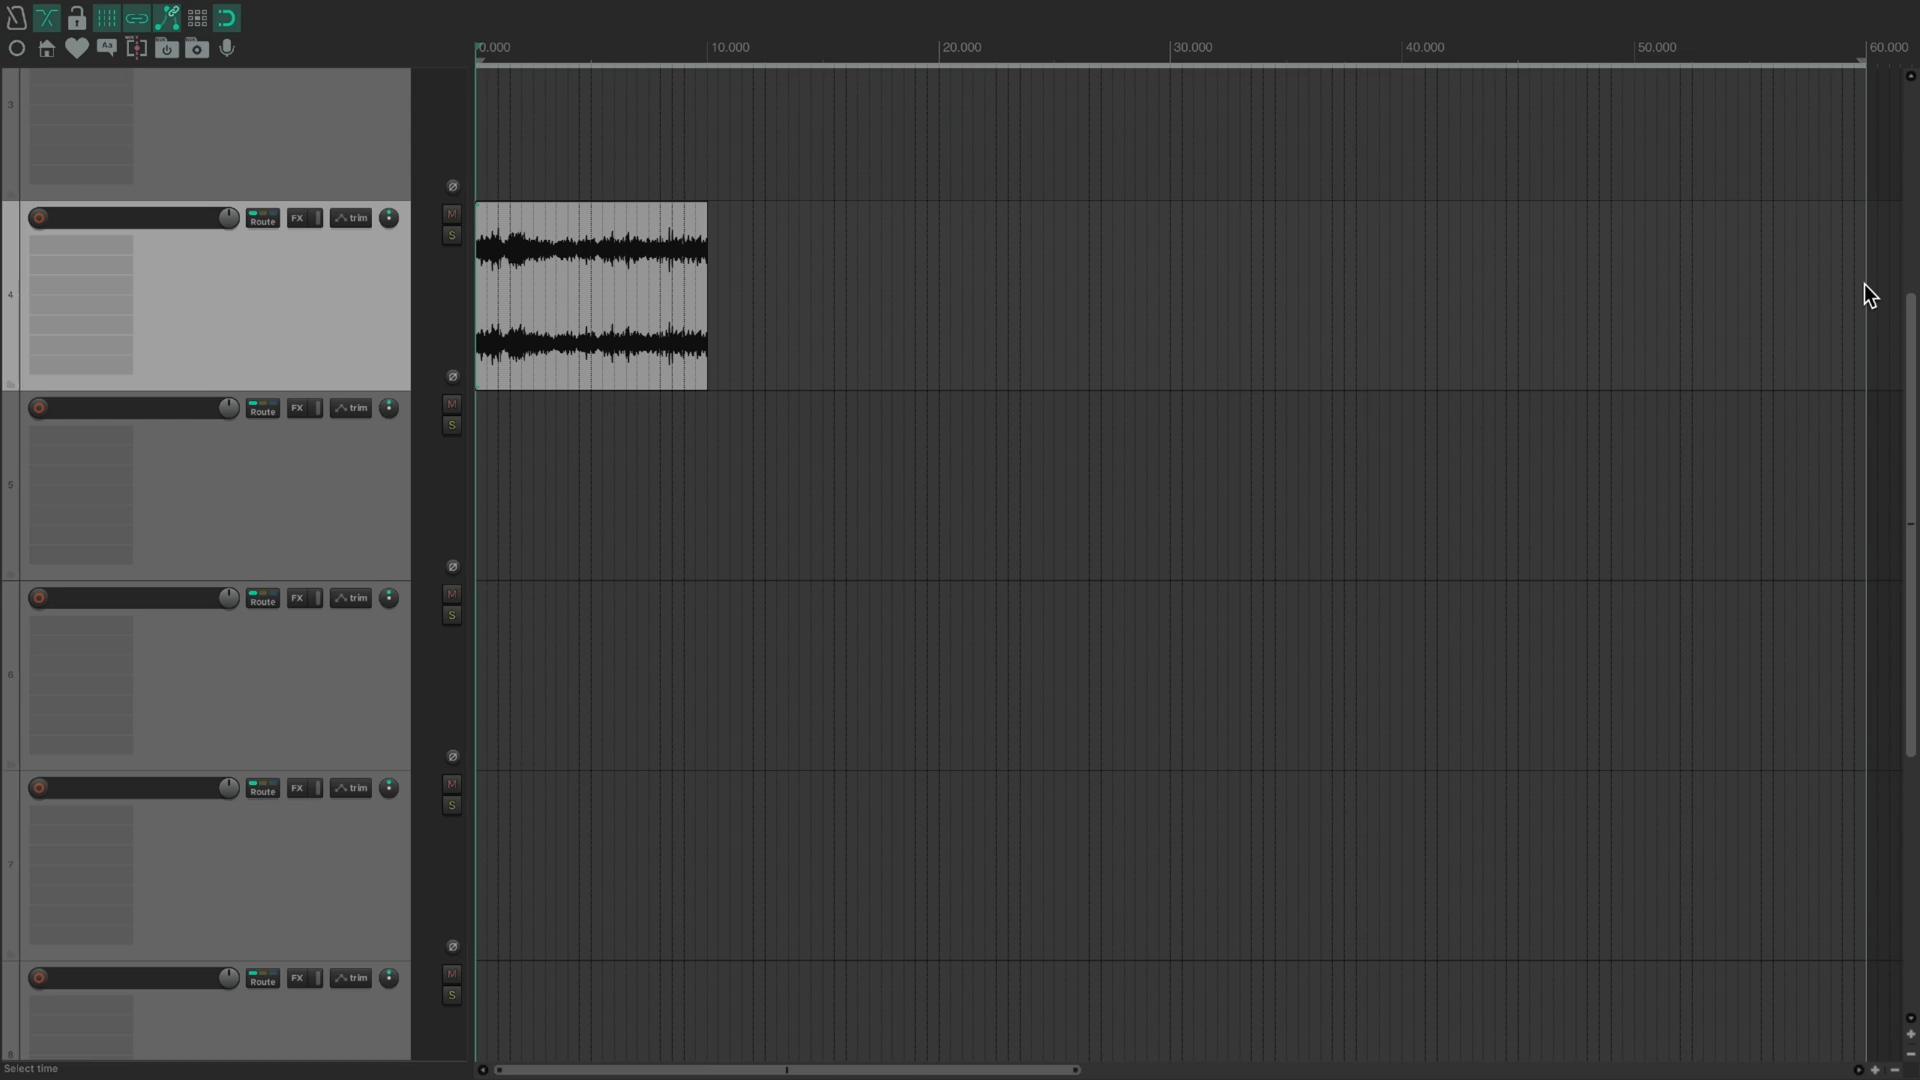 0.000 10.000 20.000 30.000 40.000 50.000 60.000
3
4 Route FX trim M
S
5 Route FX trim M
S
6 Route FX trim M
S
7 Route FX trim M
S
8 Route FX trim M
S
Select time